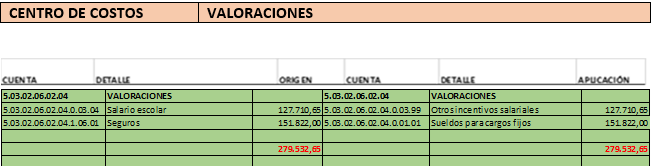 CENTRO DE COSTOS VALORACIONES
CUENTA DETALLE ORIGEN CUENTA DETALLE APLICACIÓN
5.03.02.06.02.04 VALORACIONES 5.03.02.06.02.04 VALORACIONES
5.03.02.06.02.04.0.03.04 Salario escolar 127.710,65 5.03.02.06.02.04.0.03.99 Otros incentivos salariales 127.710,65
5.03.02.06.02.04.1.06.01 Seguros 151.822,00 5.03.02.06.02.04.0.01.01 Sueldos para cargos fijos 151.822,00
279.532,65 279.532,65